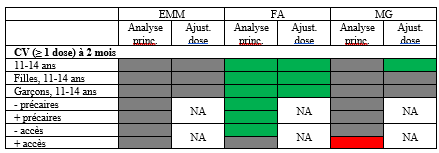 EMM FA MG
Analyse princ. Ajust. dose Analyse princ. Ajust. dose Analyse princ. Ajust. dose
CV (≥ 1 dose) à 2 mois
11-14 ans
Filles, 11-14 ans
Garçons, 11-14 ans
- précaires NA NA NA
+ précaires
- accès NA NA NA
+ accès